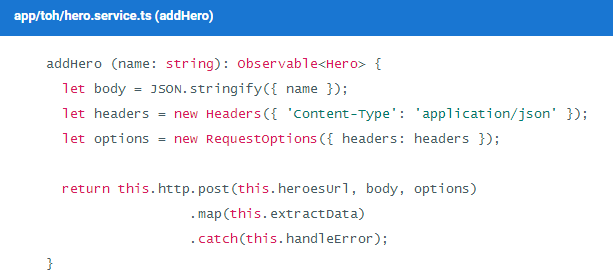 app/toh/hero.service.ts (addHero)
addHero (name: string): Observable<Hero> {
  let body = JSON.stringify({ name });
  let headers = new Headers({ 'Content-Type': 'application/json' });
  let options = new RequestOptions({ headers: headers });

  return this.http.post(this.heroesUrl, body, options)
                  .map(this.extractData)
                  .catch(this.handleError);
}